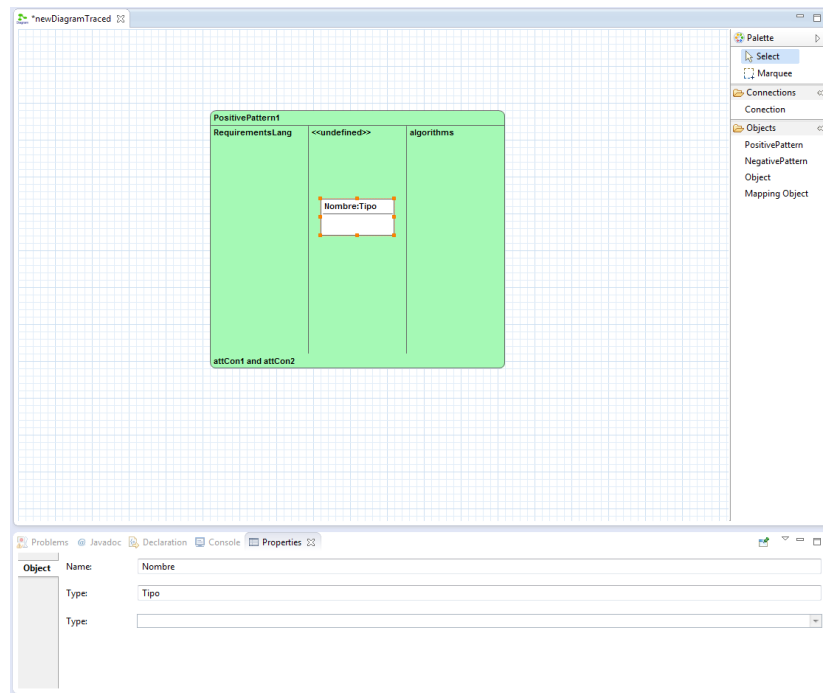 *newDiagramTraced
Palette
Select
Marquee
Connections
Conection
Objects
PositivePattern
NegativePattern
Object
Mapping Object
PositivePattern1
RequirementsLang <<undefined>> algorithms
Nombre:Tipo
attCon1 and attCon2
Problems @ Javadoc Declaration Console Properties
Object
Name: Nombre
Type: Tipo
Type: